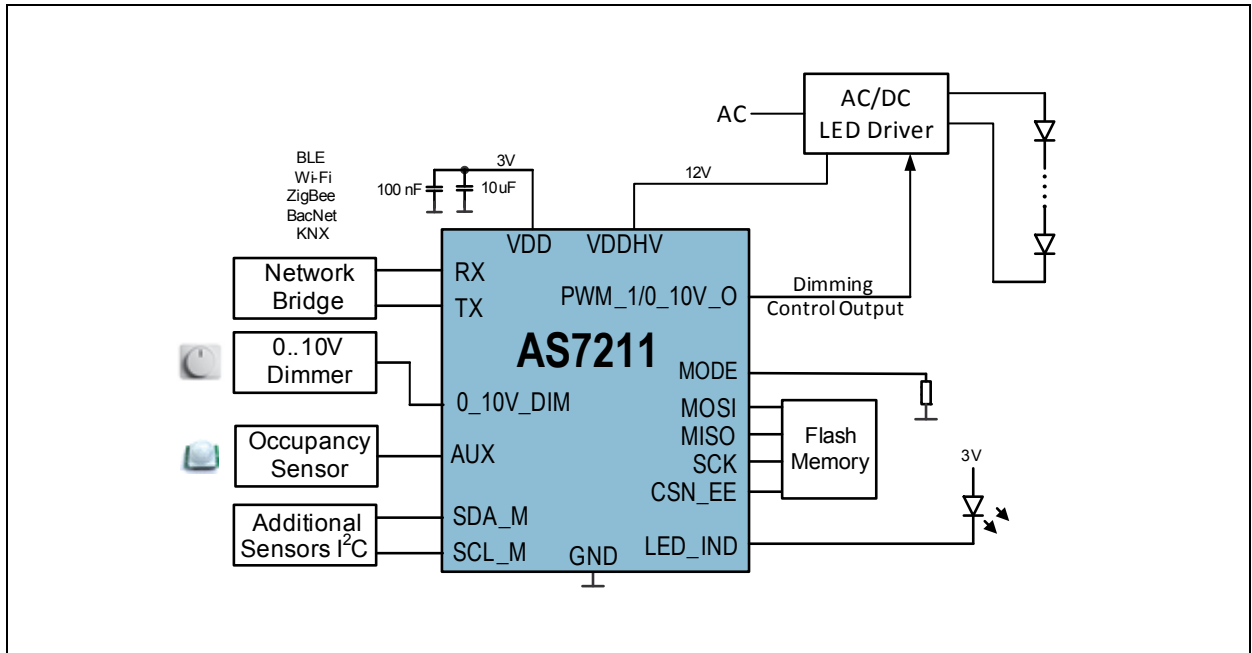 AC
AC/DC
LED Driver
BLE
Wi-Fi
ZigBee
BacNet
KNX
100 nF
10uF
3V
12V
VDD
VDDHV
Network
Bridge
RX
TX
PWM_1/0_10V_O
Dimming
Control Output
AS7211
0..10V
Dimmer
0_10V_DIM
MODE
MOSI
MISO
SCK
CSN_EE
Flash
Memory
Occupancy
Sensor
AUX
3V
Additional
Sensors I²C
SDA_M
SCL_M
GND
LED_IND